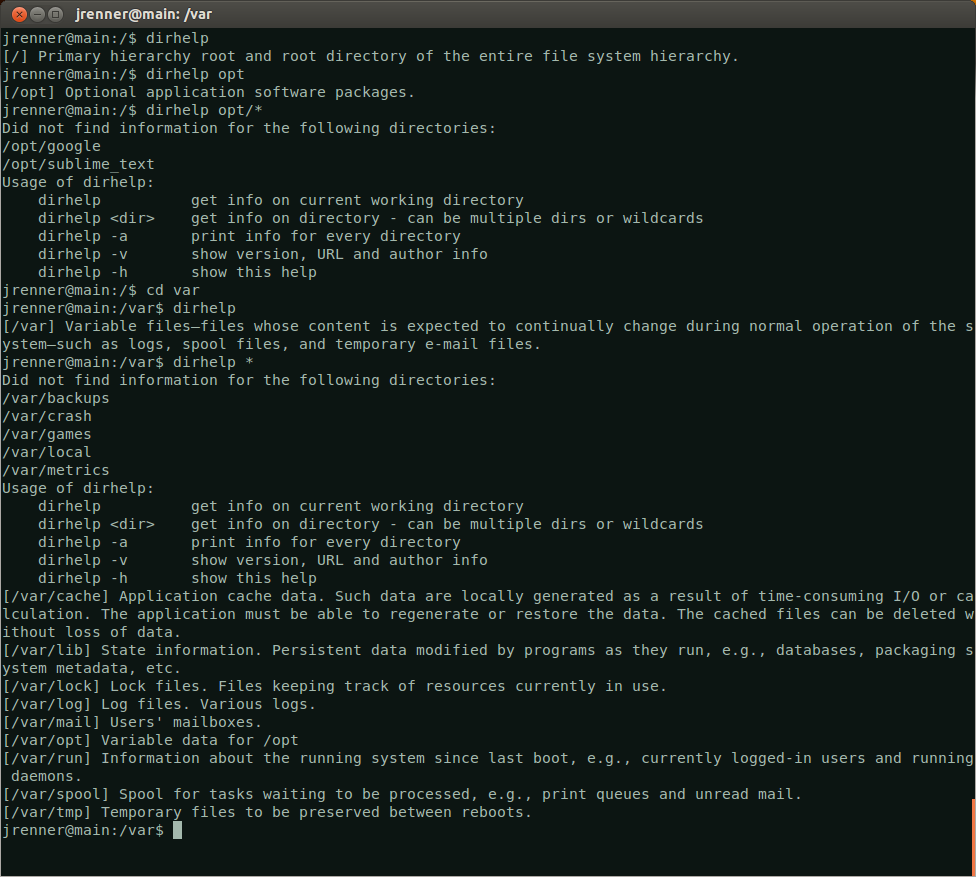 jrenner@main: /var
jrenner@main:/$ dirhelp
[/] Primary hierarchy root and root directory of the entire file system hierarchy.
jrenner@main:/$ dirhelp opt
[/opt] Optional application software packages.
jrenner@main:/$ dirhelp opt/*
Did not find information for the following directories:
/opt/google
/opt/sublime_text
Usage of dirhelp:
    dirhelp          get info on current working directory
    dirhelp <dir>    get info on directory - can be multiple dirs or wildcards
    dirhelp -a       print info for every directory
    dirhelp -v       show version, URL and author info
    dirhelp -h       show this help
jrenner@main:/$ cd var
jrenner@main:/var$ dirhelp
[/var] Variable files—files whose content is expected to continually change during normal operation of the s
ystem—such as logs, spool files, and temporary e-mail files.
jrenner@main:/var$ dirhelp *
Did not find information for the following directories:
/var/backups
/var/crash
/var/games
/var/local
/var/metrics
Usage of dirhelp:
    dirhelp          get info on current working directory
    dirhelp <dir>    get info on directory - can be multiple dirs or wildcards
    dirhelp -a       print info for every directory
    dirhelp -v       show version, URL and author info
    dirhelp -h       show this help
[/var/cache] Application cache data. Such data are locally generated as a result of time-consuming I/O or ca
lculation. The application must be able to regenerate or restore the data. The cached files can be deleted w
ithout loss of data.
[/var/lib] State information. Persistent data modified by programs as they run, e.g., databases, packaging s
ystem metadata, etc.
[/var/lock] Lock files. Files keeping track of resources currently in use.
[/var/log] Log files. Various logs.
[/var/mail] Users' mailboxes.
[/var/opt] Variable data for /opt
[/var/run] Information about the running system since last boot, e.g., currently logged-in users and running
 daemons.
[/var/spool] Spool for tasks waiting to be processed, e.g., print queues and unread mail.
[/var/tmp] Temporary files to be preserved between reboots.
jrenner@main:/var$